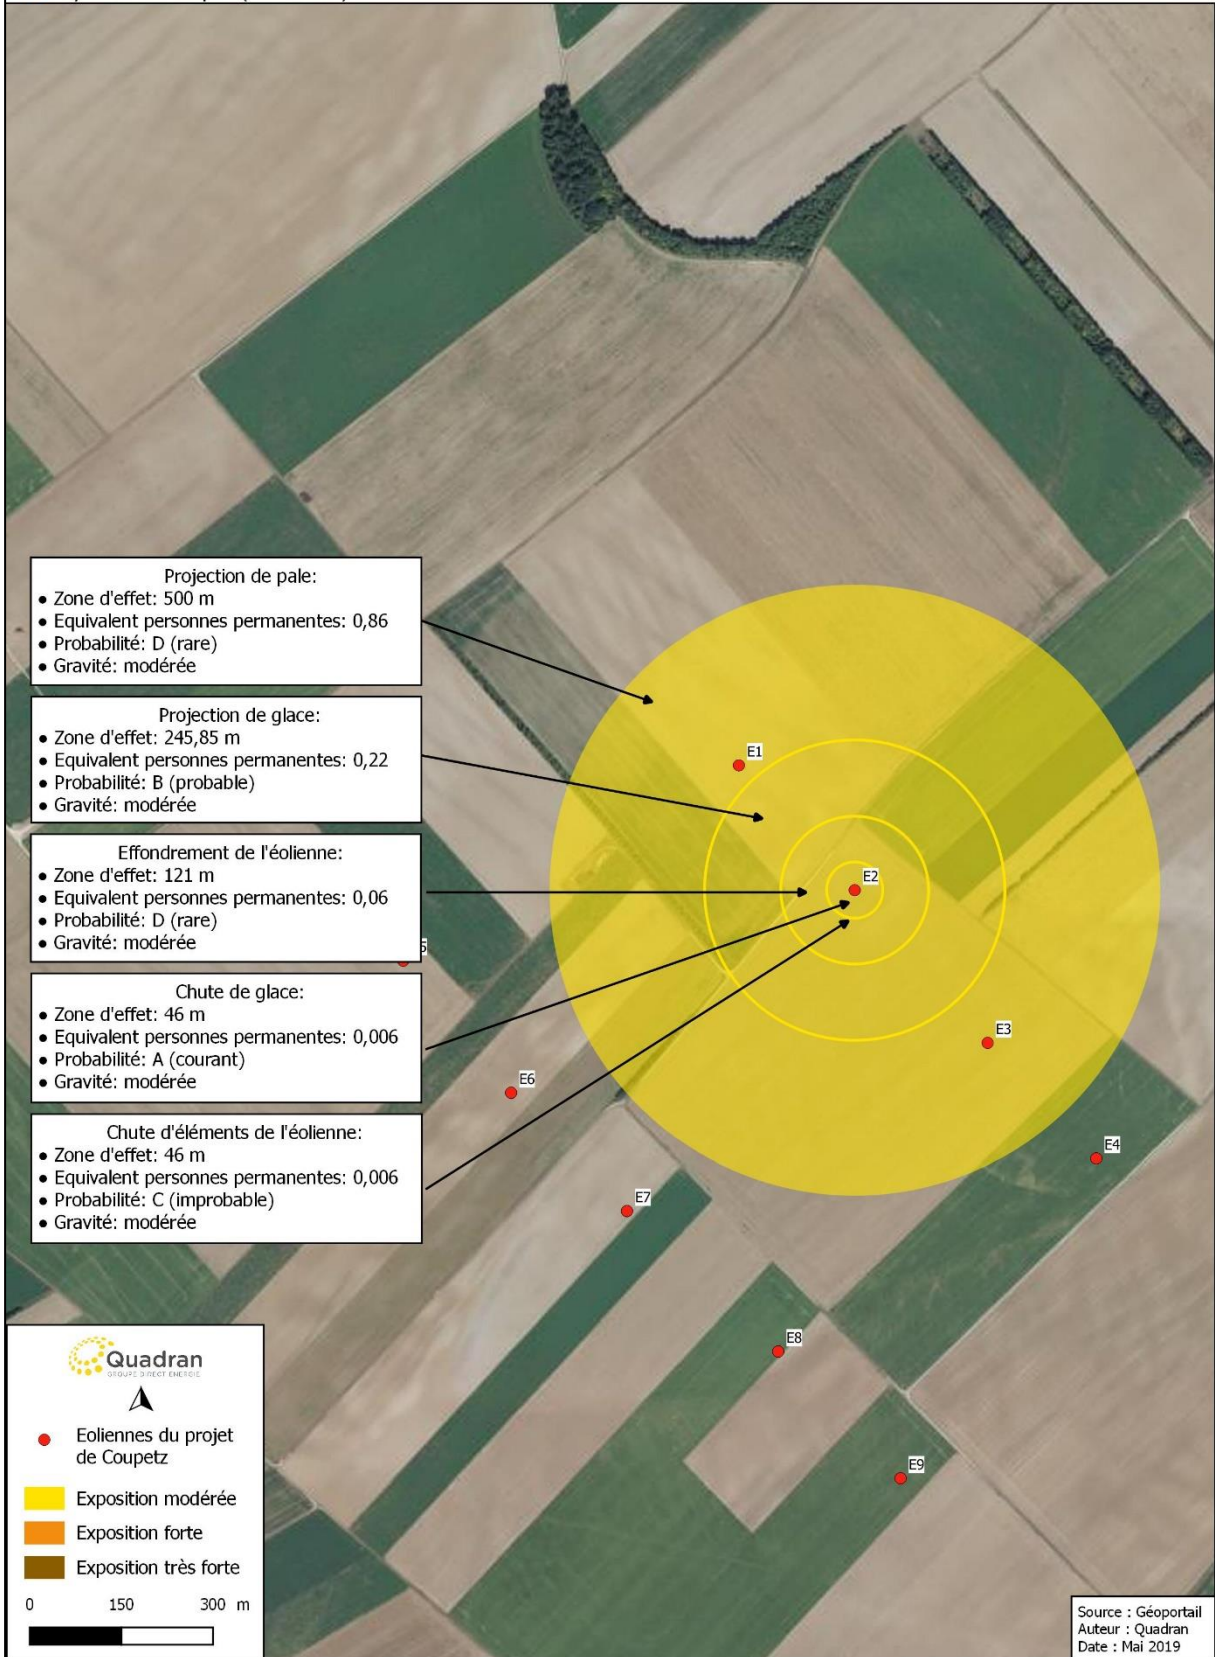 Projection de pale:
• Zone d'effet: 500 m
• Equivalent personnes permanentes: 0,86
• Probabilité: D (rare)
• Gravité: modérée
Projection de glace:
• Zone d'effet: 245,85 m
• Equivalent personnes permanentes: 0,22
• Probabilité: B (probable)
• Gravité: modérée
Effondrement de l'éolienne:
• Zone d'effet: 121 m
• Equivalent personnes permanentes: 0,06
• Probabilité: D (rare)
• Gravité: modérée
Chute de glace:
• Zone d'effet: 46 m
• Equivalent personnes permanentes: 0,006
• Probabilité: A (courant)
• Gravité: modérée
Chute d'éléments de l'éolienne:
• Zone d'effet: 46 m
• Equivalent personnes permanentes: 0,006
• Probabilité: C (improbable)
• Gravité: modérée
E1
E2
E3
E4
E6
E7
E8
E9
Quadran
GROUPE DIRECT ENERGIE
Eoliennes du projet
de Coupetz
Exposition modérée
Exposition forte
Exposition très forte
0 150 300 m
Source : Géoportail
Auteur : Quadran
Date : Mai 2019